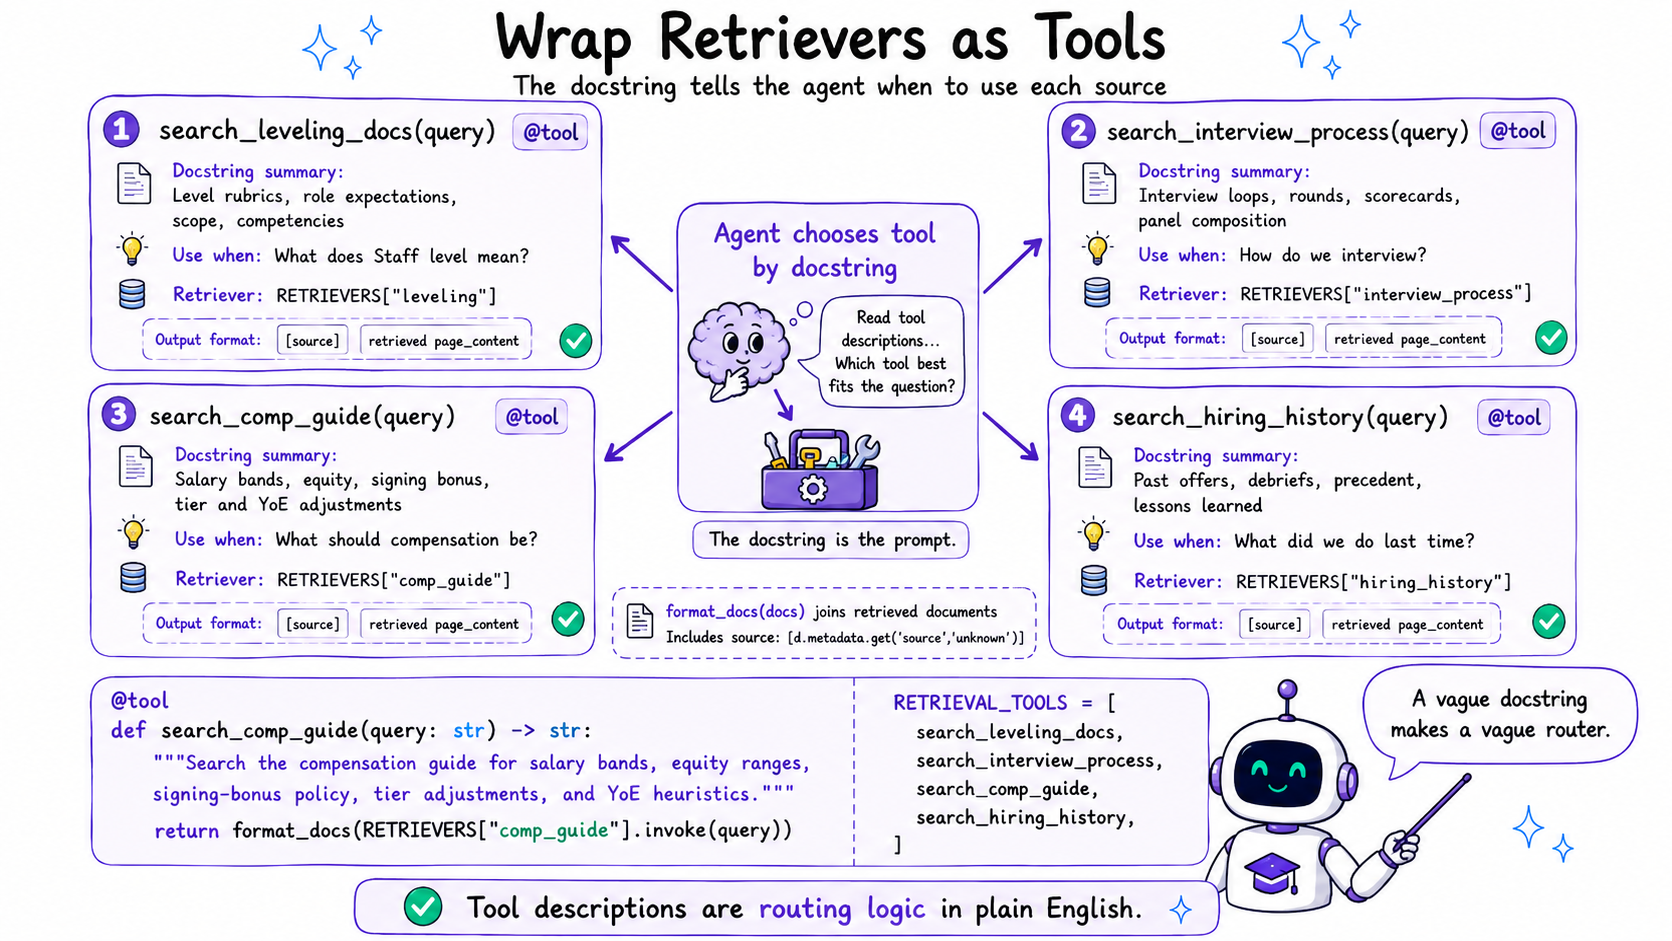 Wrap Retrievers as Tools
The docstring tells the agent when to use each source
1 search_leveling_docs(query) @tool
Docstring summary:
Level rubrics, role expectations,
scope, competencies
Use when: What does Staff level mean?
Retriever: RETRIEVERS["leveling"]
Output format: [source] retrieved page_content
2 search_interview_process(query) @tool
Docstring summary:
Interview loops, rounds, scorecards,
panel composition
Use when: How do we interview?
Retriever: RETRIEVERS["interview_process"]
Output format: [source] retrieved page_content
Agent chooses tool
by docstring
Read tool
descriptions...
Which tool best
fits the question?
The docstring is the prompt.
3 search_comp_guide(query) @tool
Docstring summary:
Salary bands, equity, signing bonus,
tier and YoE adjustments
Use when: What should compensation be?
Retriever: RETRIEVERS["comp_guide"]
Output format: [source] retrieved page_content
4 search_hiring_history(query) @tool
Docstring summary:
Past offers, debriefs, precedent,
lessons learned
Use when: What did we do last time?
Retriever: RETRIEVERS["hiring_history"]
Output format: [source] retrieved page_content
format_docs(docs) joins retrieved documents
Includes source: [d.metadata.get('source','unknown')]
@tool
def search_comp_guide(query: str) -> str:
"""Search the compensation guide for salary bands, equity ranges,
signing-bonus policy, tier adjustments, and YoE heuristics."""
return format_docs(RETRIEVERS["comp_guide"].invoke(query))
RETRIEVAL_TOOLS = [
search_leveling_docs,
search_interview_process,
search_comp_guide,
search_hiring_history,
]
A vague docstring
makes a vague router.
Tool descriptions are routing logic in plain English.